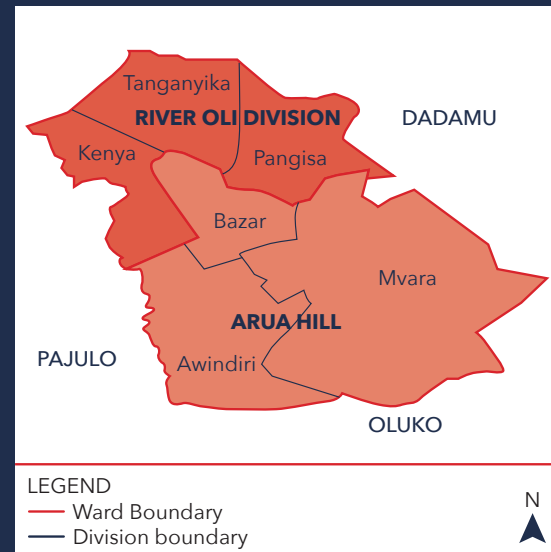 Tanganyika
RIVER OLI DIVISION
DADAMU
Kenya
Pangisa
Bazar
Mvara
ARUA HILL
PAJULO
Awindiri
OLUKO
LEGEND
Ward Boundary
Division boundary
N